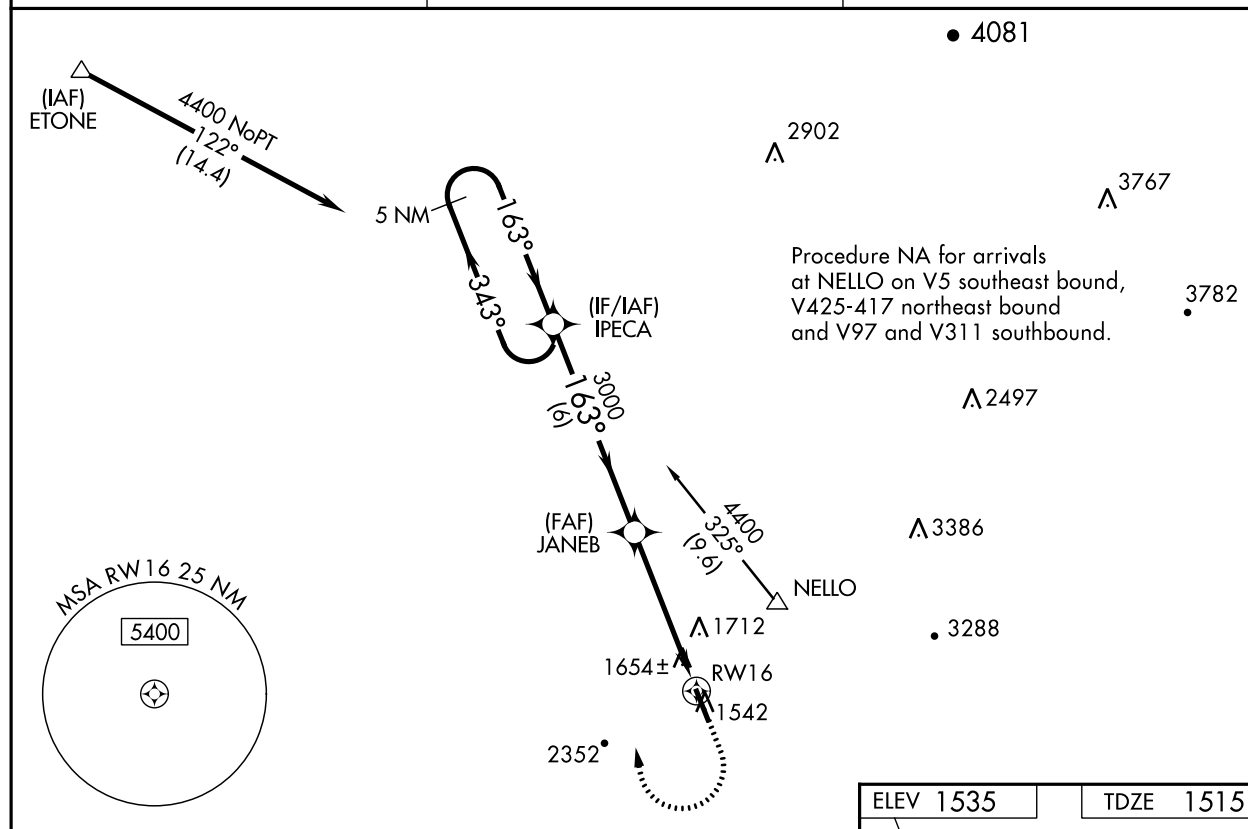 4081
(IAF)
ETONE
4400 NoPT
122°
(14.4)
2902
3767
5 NM
163°
343°
(IF/IAF)
IPECA
Procedure NA for arrivals
at NELLO on V5 southeast bound,
V425-417 northeast bound
and V97 and V311 southbound.
3782
3000
163°
(6)
2497
(FAF)
JANEB
4400
325°
(9.6)
3386
NELLO
MSA RW16 25 NM
5400
1712
3288
1654±
RW16
1542
2352
ELEV 1535
TDZE 1515